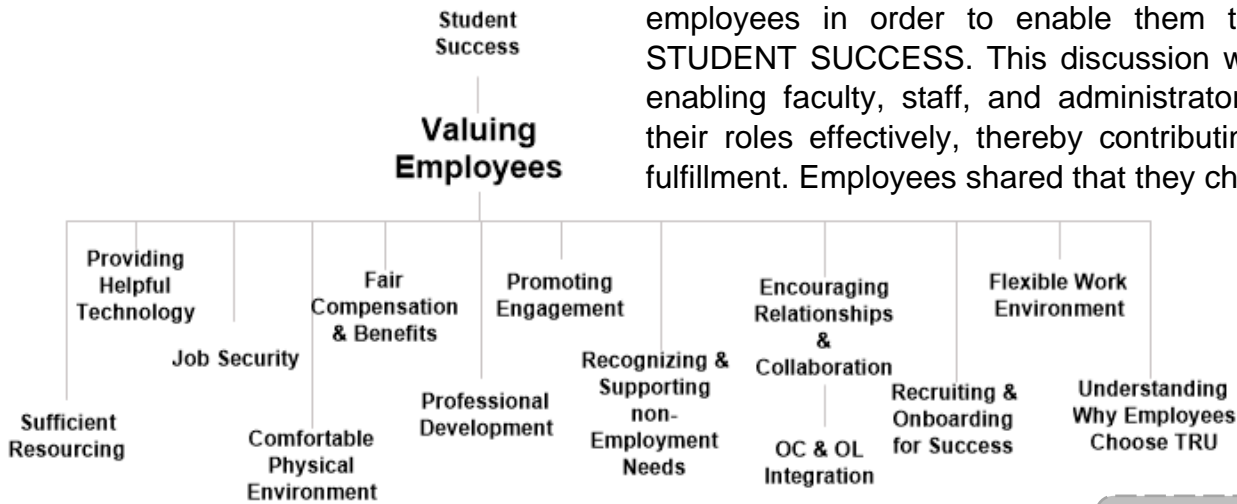 Student
Success
Valuing
Employees
employees in order to enable them t
STUDENT SUCCESS. This discussion w
enabling faculty, staff, and administrator
their roles effectively, thereby contributin
fulfillment. Employees shared that they ch
Sufficient
Resourcing
Providing
Helpful
Technology
Job Security
Comfortable
Physical
Environment
Fair
Compensation
& Benefits
Professional
Development
Promoting
Engagement
Recognizing &
Supporting
non-
Employment
Needs
Encouraging
Relationships
&
Collaboration
OC & OL
Integration
Recruiting &
Onboarding
for Success
Flexible Work
Environment
Understanding
Why Employees
Choose TRU